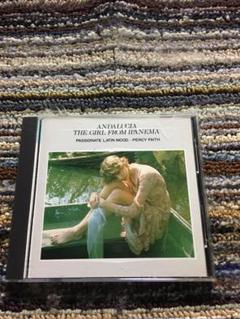 ANDALUCIA
THE GIRL FROM IPANEMA
PASSIONATE LATIN MOOD · PERCY FAITH